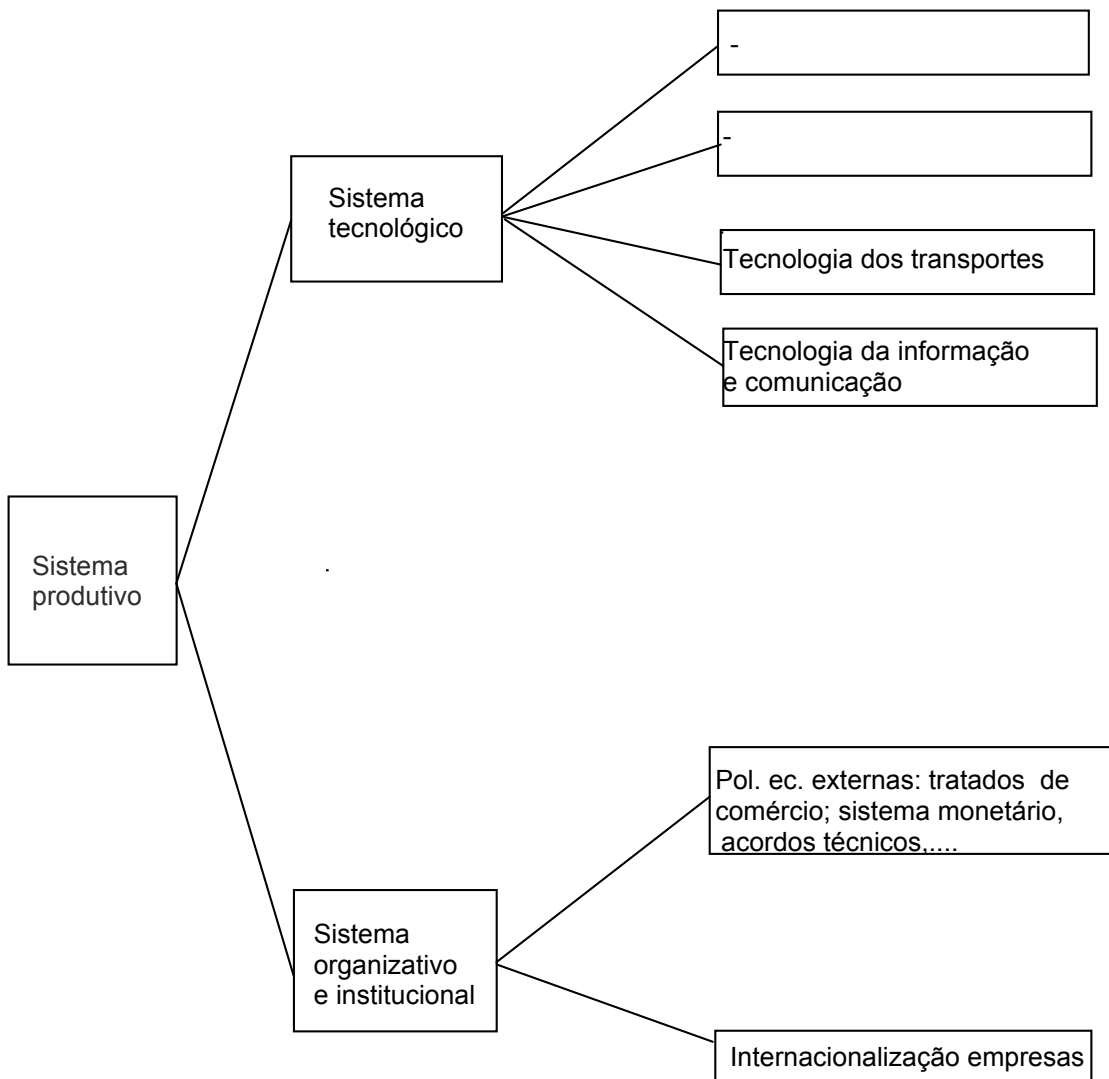 -
-
Sistema
tecnológico
Tecnologia dos transportes
Tecnologia da informação
e comunicação
Sistema
produtivo
.
Pol. ec. externas: tratados de
comércio; sistema monetário,
acordos técnicos,....
Sistema
organizativo
e institucional
Internacionalização empresas